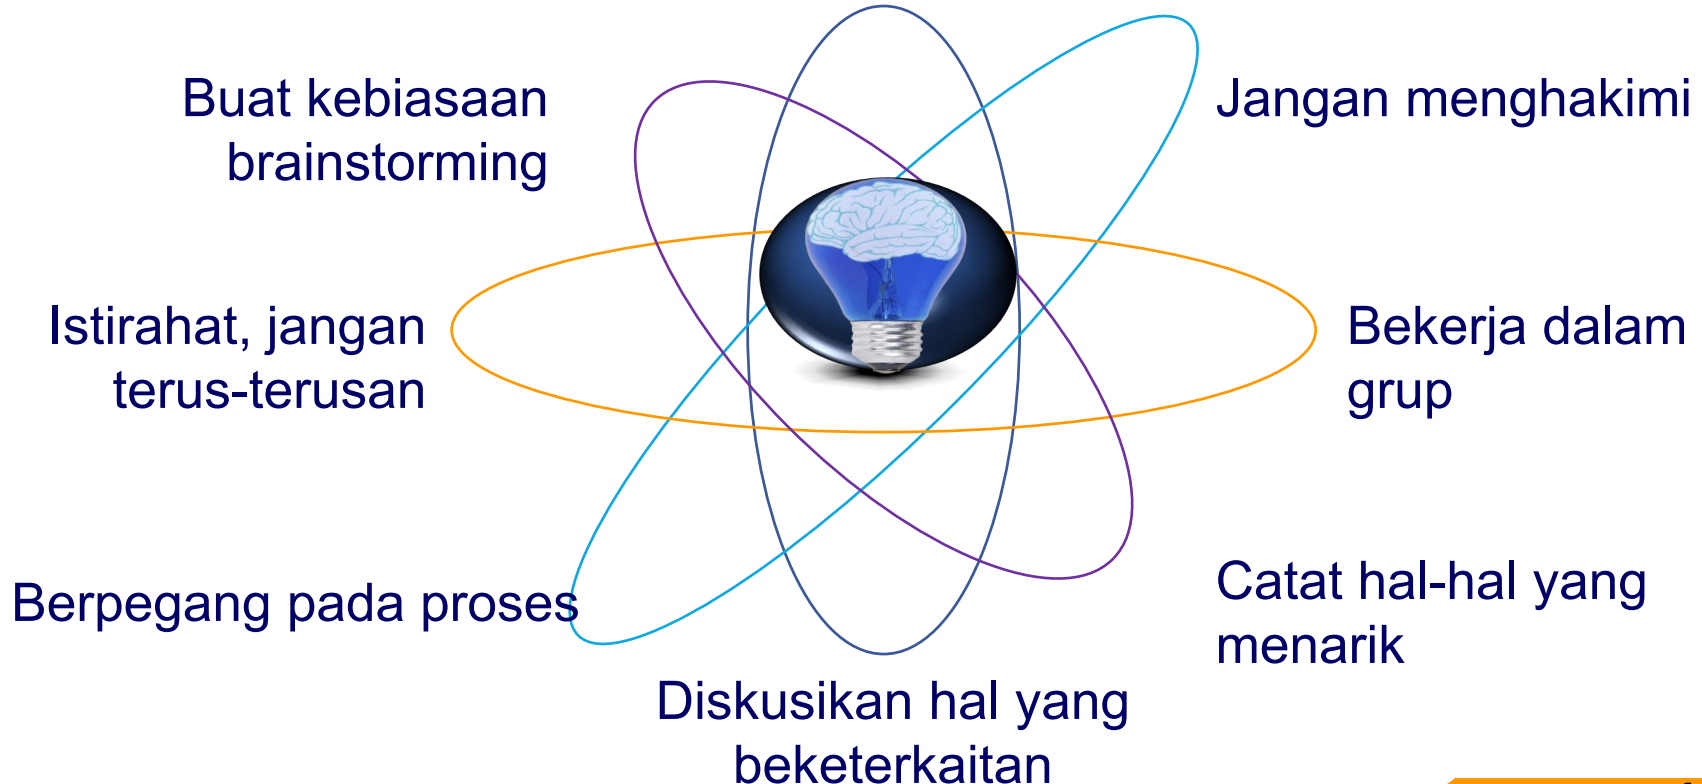 Buat kebiasaan
brainstorming
Jangan menghakimi
Istirahat, jangan
terus-terusan
Bekerja dalam
grup
Berpegang pada proses
Catat hal-hal yang
menarik
Diskusikan hal yang
beketerkaitan